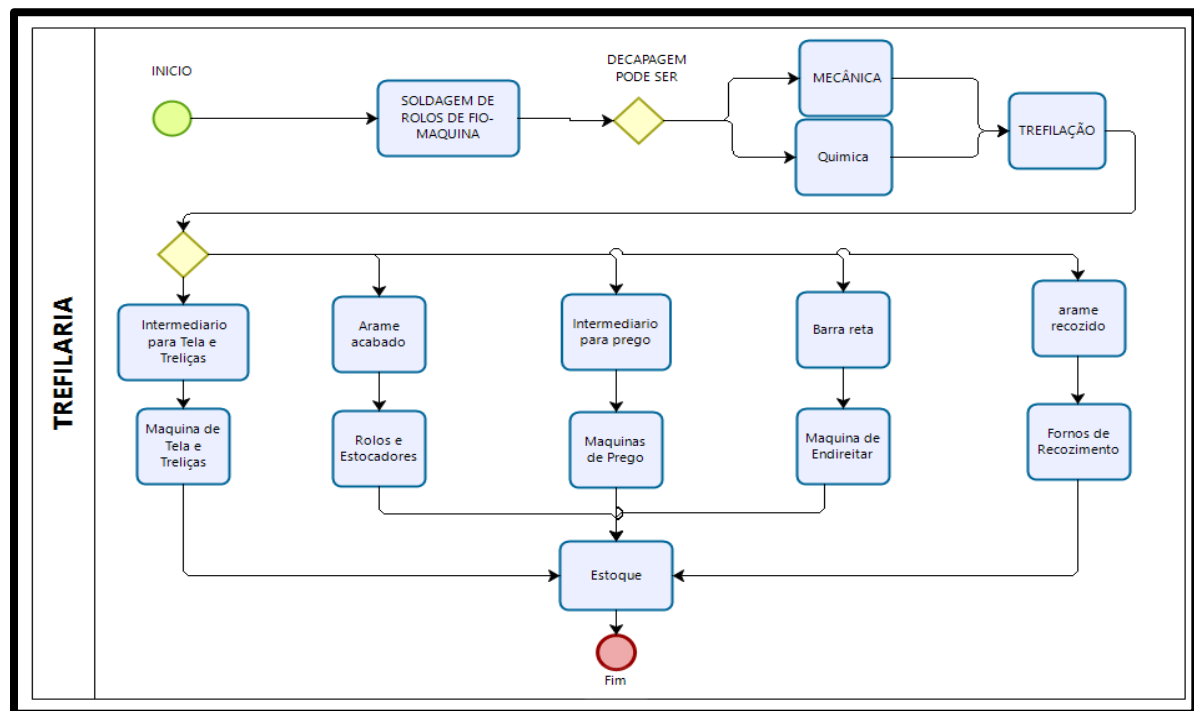 TREFILARIA
INICIO
SOLDAGEM DE
ROLOS DE FIO-
MAQUINA
DECAPAGEM
PODE SER
MECÂNICA
Quimica
TREFILAÇÃO
Intermediario
para Tela e
Treliças
Arame
acabado
Intermediario
para prego
Barra reta
arame
recozido
Maquina de
Tela e
Treliças
Rolos e
Estocadores
Maquinas
de Prego
Maquina de
Endireitar
Fornos de
Recozimento
Estoque
Fim